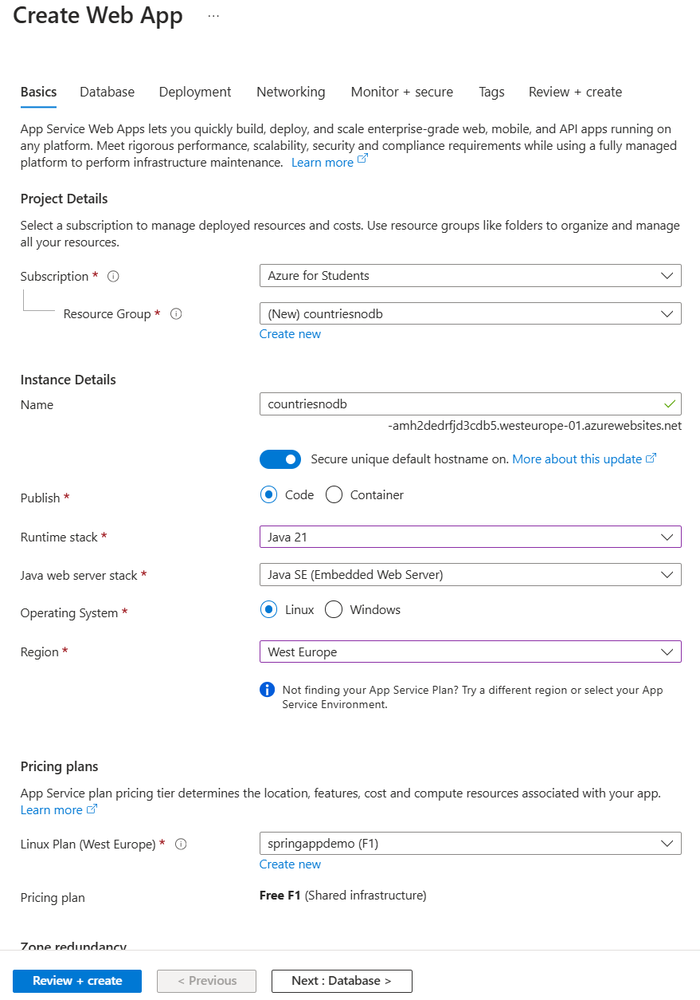 Create Web App ...
Basics Database Deployment Networking Monitor + secure Tags Review + create
App Service Web Apps lets you quickly build, deploy, and scale enterprise-grade web, mobile, and API apps running on
any platform. Meet rigorous performance, scalability, security and compliance requirements while using a fully managed
platform to perform infrastructure maintenance. Learn more
Project Details
Select a subscription to manage deployed resources and costs. Use resource groups like folders to organize and manage
all your resources.
Subscription * Azure for Students
Resource Group * (New) countriesnodb
Create new
Instance Details
Name countriesnodb
-amh2dedrfjd3cdb5.westeurope-01.azurewebsites.net
Secure unique default hostname on. More about this update
Publish * Code Container
Runtime stack * Java 21
Java web server stack * Java SE (Embedded Web Server)
Operating System * Linux Windows
Region * West Europe
Not finding your App Service Plan? Try a different region or select your App
Service Environment.
Pricing plans
App Service plan pricing tier determines the location, features, cost and compute resources associated with your app.
Learn more
Linux Plan (West Europe) * springappdemo (F1)
Create new
Pricing plan Free F1 (Shared infrastructure)
Zone redundancy
Review + create < Previous Next : Database >